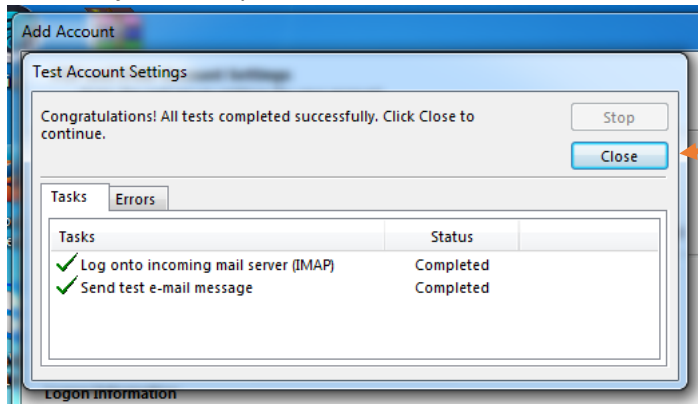 Add Account
Test Account Settings
Congratulations! All tests completed successfully. Click Close to
continue.
Stop
Close
Tasks
Errors
Tasks Status
Log onto incoming mail server (IMAP) Completed
Send test e-mail message Completed
Logon Information